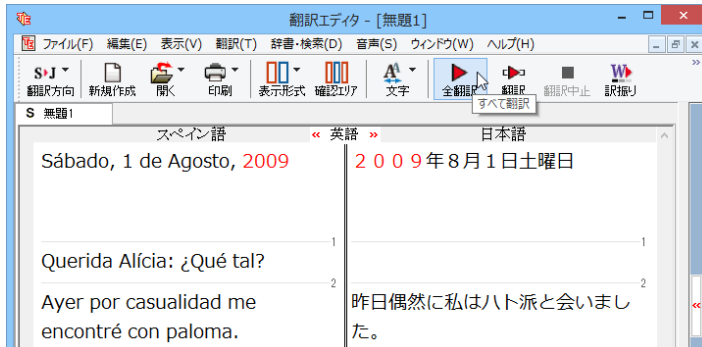 翻訳エディタ - [無題1]
ファイル(F) 編集(E) 表示(V) 翻訳(T) 辞書・検索(D) 音声(S) ウィンドウ(W) ヘルプ(H)
S›J
翻訳方向 新規作成 開く 印刷 表示形式 確認エリア 文字 全翻訳 翻訳 翻訳中止 訳振り
すべて翻訳
S 無題1
スペイン語 « 英語 » 日本語
Sábado, 1 de Agosto, 2009 2009年8月1日土曜日
1 1
Querida Alícia: ¿Qué tal?
2 2
Ayer por casualidad me 昨日偶然に私はハト派と会いまし
encontré con paloma. た。